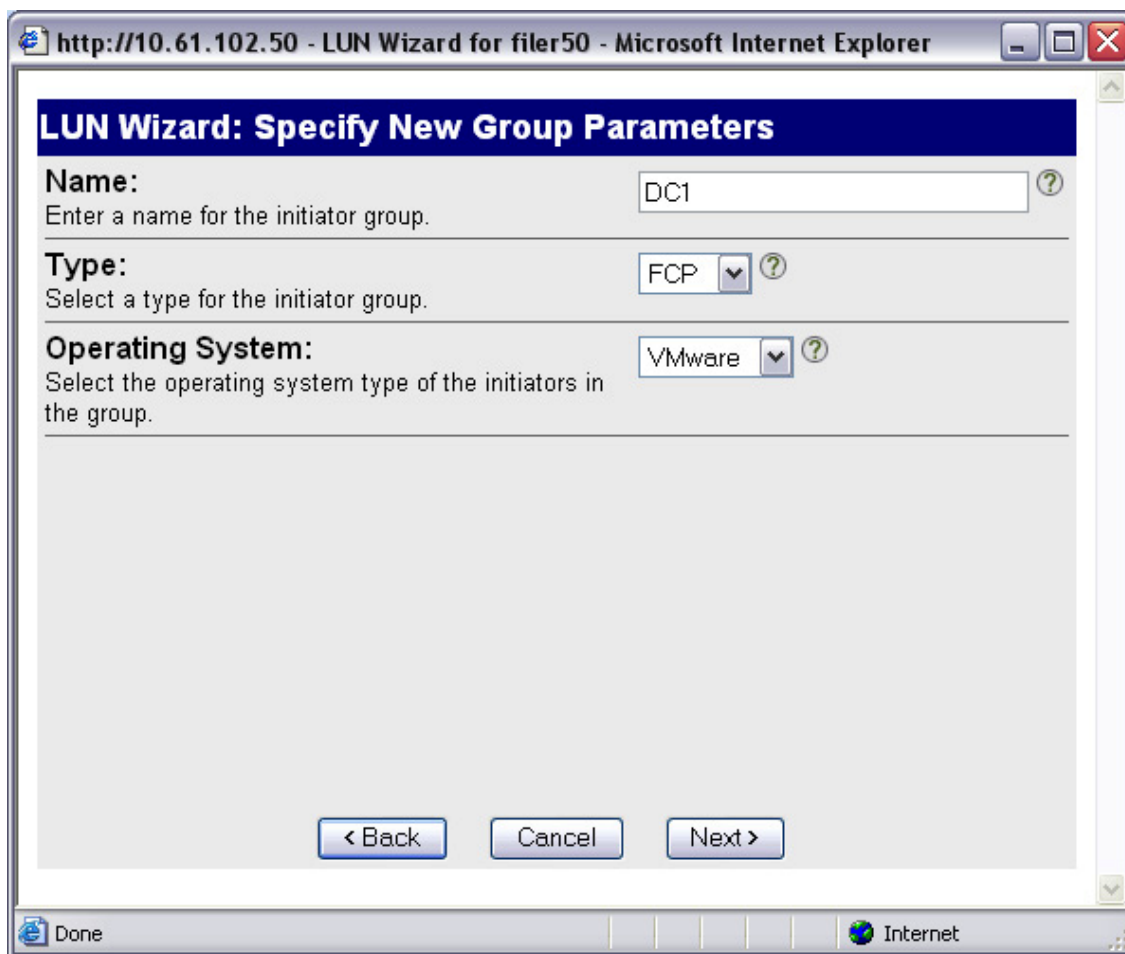 http://10.61.102.50 - LUN Wizard for filer50 - Microsoft Internet Explorer
LUN Wizard: Specify New Group Parameters
Name:
Enter a name for the initiator group.
DC1
?
Type:
Select a type for the initiator group.
FCP
?
Operating System:
Select the operating system type of the initiators in
the group.
VMware
?
< Back
Cancel
Next >
Done
Internet